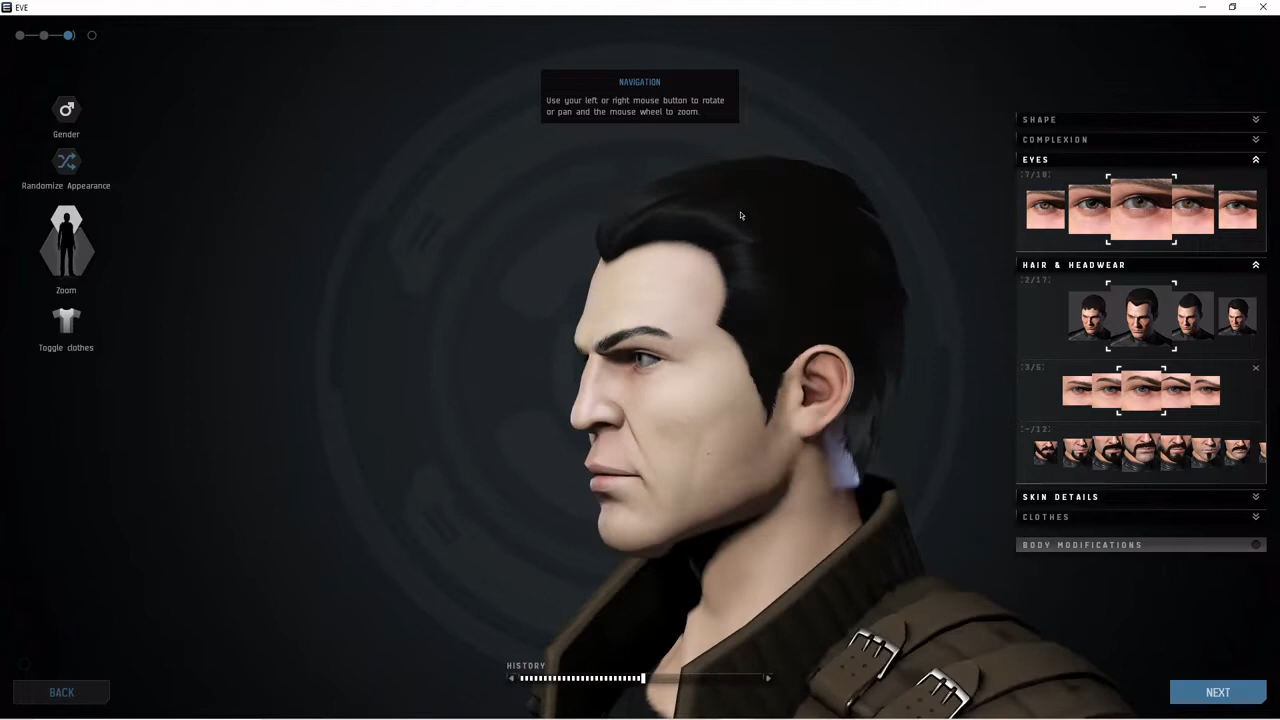 EVE
NAVIGATION
Use your left or right mouse button to rotate
or pan and the mouse wheel to zoom.
Gender
Randomize Appearance
Zoom
Toggle clothes
SHAPE
COMPLEXION
EYES
[7/10]
HAIR & HEADWEAR
[2/17]
[3/5]
[-/12]
SKIN DETAILS
CLOTHES
BODY MODIFICATIONS
HISTORY
BACK
NEXT